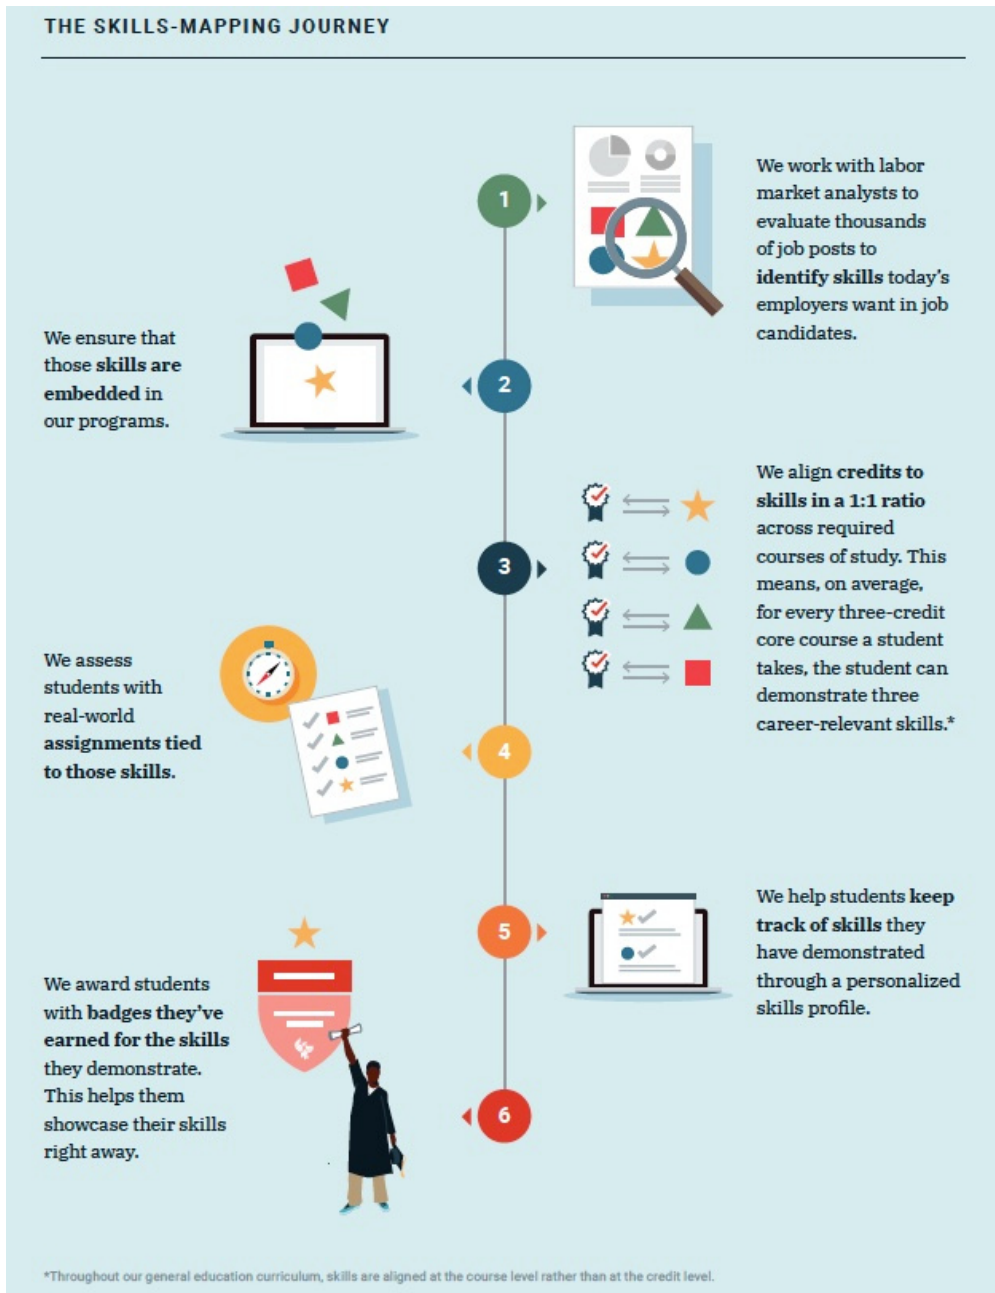 THE SKILLS-MAPPING JOURNEY
1
We work with labor
market analysts to
evaluate thousands
of job posts to
identify skills today's
employers want in job
candidates.
2
We ensure that
those skills are
embedded in
our programs.
3
We align credits to
skills in a 1:1 ratio
across required
courses of study. This
means, on average,
for every three-credit
core course a student
takes, the student can
demonstrate three
career-relevant skills.*
4
We assess
students with
real-world
assignments tied
to those skills.
5
We help students keep
track of skills they
have demonstrated
through a personalized
skills profile.
6
We award students
with badges they've
earned for the skills
they demonstrate.
This helps them
showcase their skills
right away.
*Throughout our general education curriculum, skills are aligned at the course level rather than at the credit level.